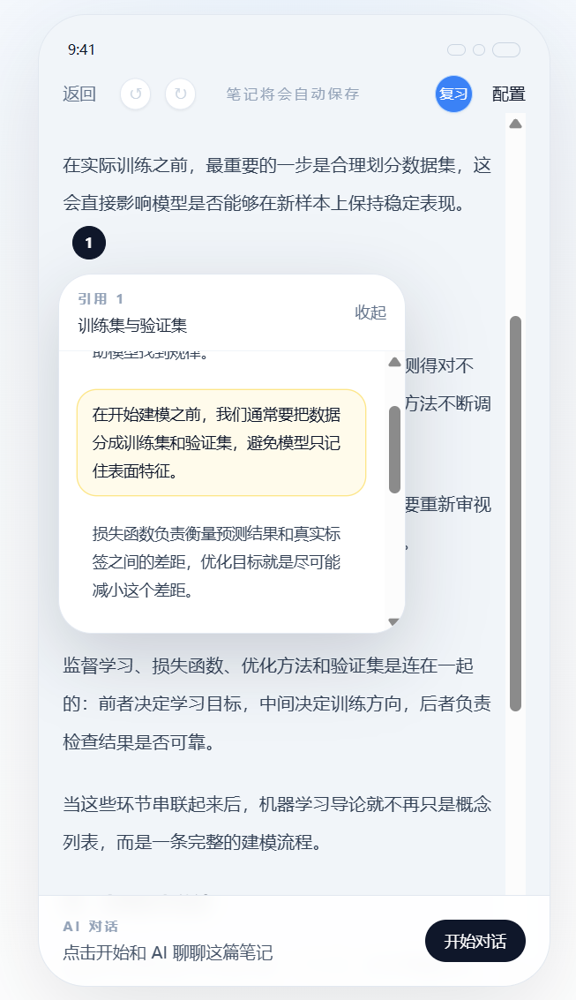 9:41
返回
笔记将会自动保存
复习
配置
在实际训练之前，最重要的一步是合理划分数据集，这
会直接影响模型是否能够在新样本上保持稳定表现。
1
引用 1
训练集与验证集
收起
助模型找到规律。
在开始建模之前，我们通常要把数据
分成训练集和验证集，避免模型只记
住表面特征。
损失函数负责衡量预测结果和真实标
签之间的差距，优化目标就是尽可能
减小这个差距。
测得对不
方法不断调
要重新审视
。
监督学习、损失函数、优化方法和验证集是连在一起
的：前者决定学习目标，中间决定训练方向，后者负责
检查结果是否可靠。
当这些环节串联起来后，机器学习导论就不再只是概念
列表，而是一条完整的建模流程。
AI 对话
点击开始和 AI 聊聊这篇笔记
开始对话